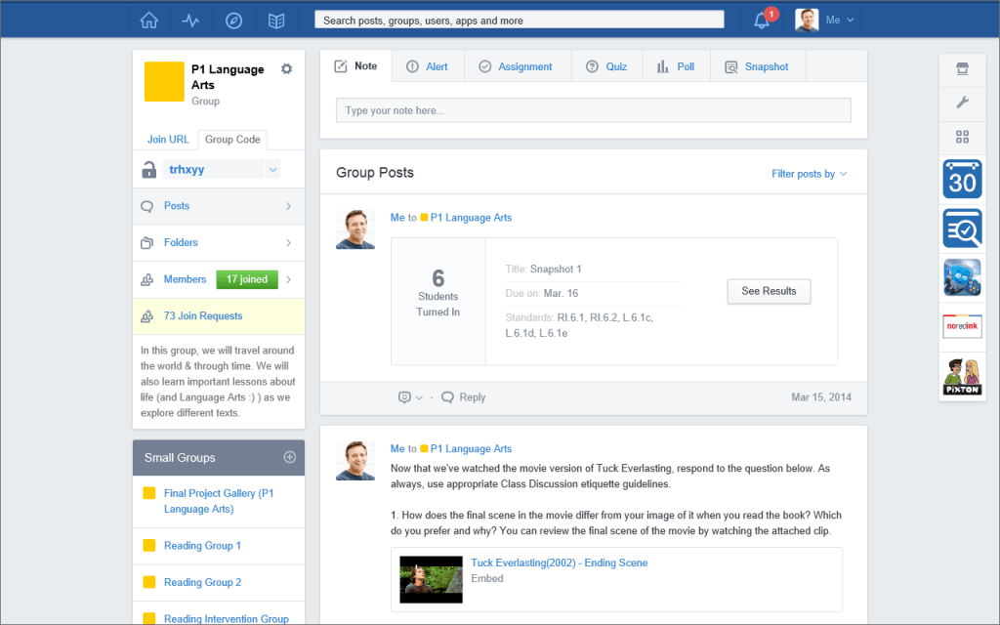 Search posts, groups, users, apps and more
1
Me
P1 Language
Arts
Group
Join URL
Group Code
trhxyy
Posts
Folders
Members
17 joined
73 Join Requests
In this group, we will travel around
the world & through time. We will
also learn important lessons about
life (and Language Arts :) ) as we
explore different texts.
Small Groups
Final Project Gallery (P1
Language Arts)
Reading Group 1
Reading Group 2
Reading Intervention Group
Note
Alert
Assignment
Quiz
Poll
Snapshot
Type your note here...
Group Posts
Filter posts by
Me to P1 Language Arts
6
Students
Turned In
Title: Snapshot 1
Due on: Mar. 16
Standards: RI.6.1, RI.6.2, L.6.1c,
L.6.1d, L.6.1e
See Results
· Reply
Mar 15, 2014
Me to P1 Language Arts
Now that we've watched the movie version of Tuck Everlasting, respond to the question below. As
always, use appropriate Class Discussion etiquette guidelines.
1. How does the final scene in the movie differ from your image of it when you read the book? Which
do you prefer and why? You can review the final scene of the movie by watching the attached clip.
Tuck Everlasting(2002) - Ending Scene
Embed
30
noredink
PIXTON